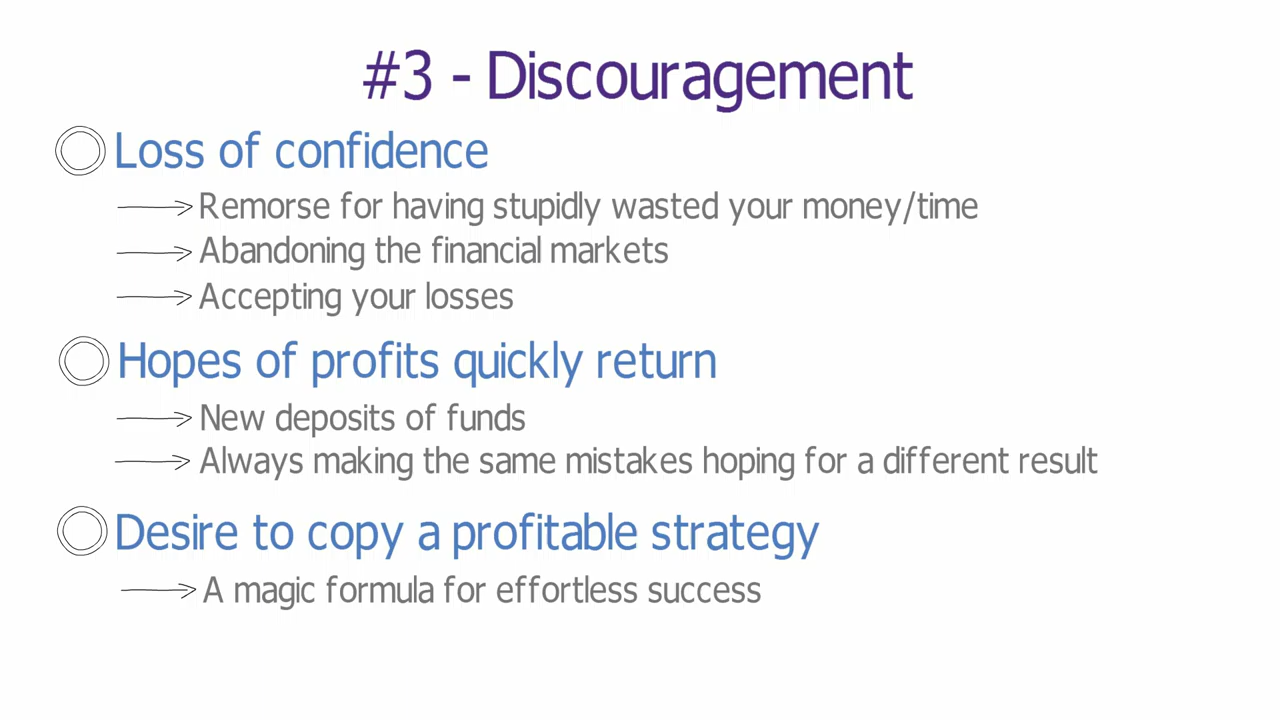 #3 - Discouragement
Loss of confidence
Remorse for having stupidly wasted your money/time
Abandoning the financial markets
Accepting your losses
Hopes of profits quickly return
New deposits of funds
Always making the same mistakes hoping for a different result
Desire to copy a profitable strategy
A magic formula for effortless success